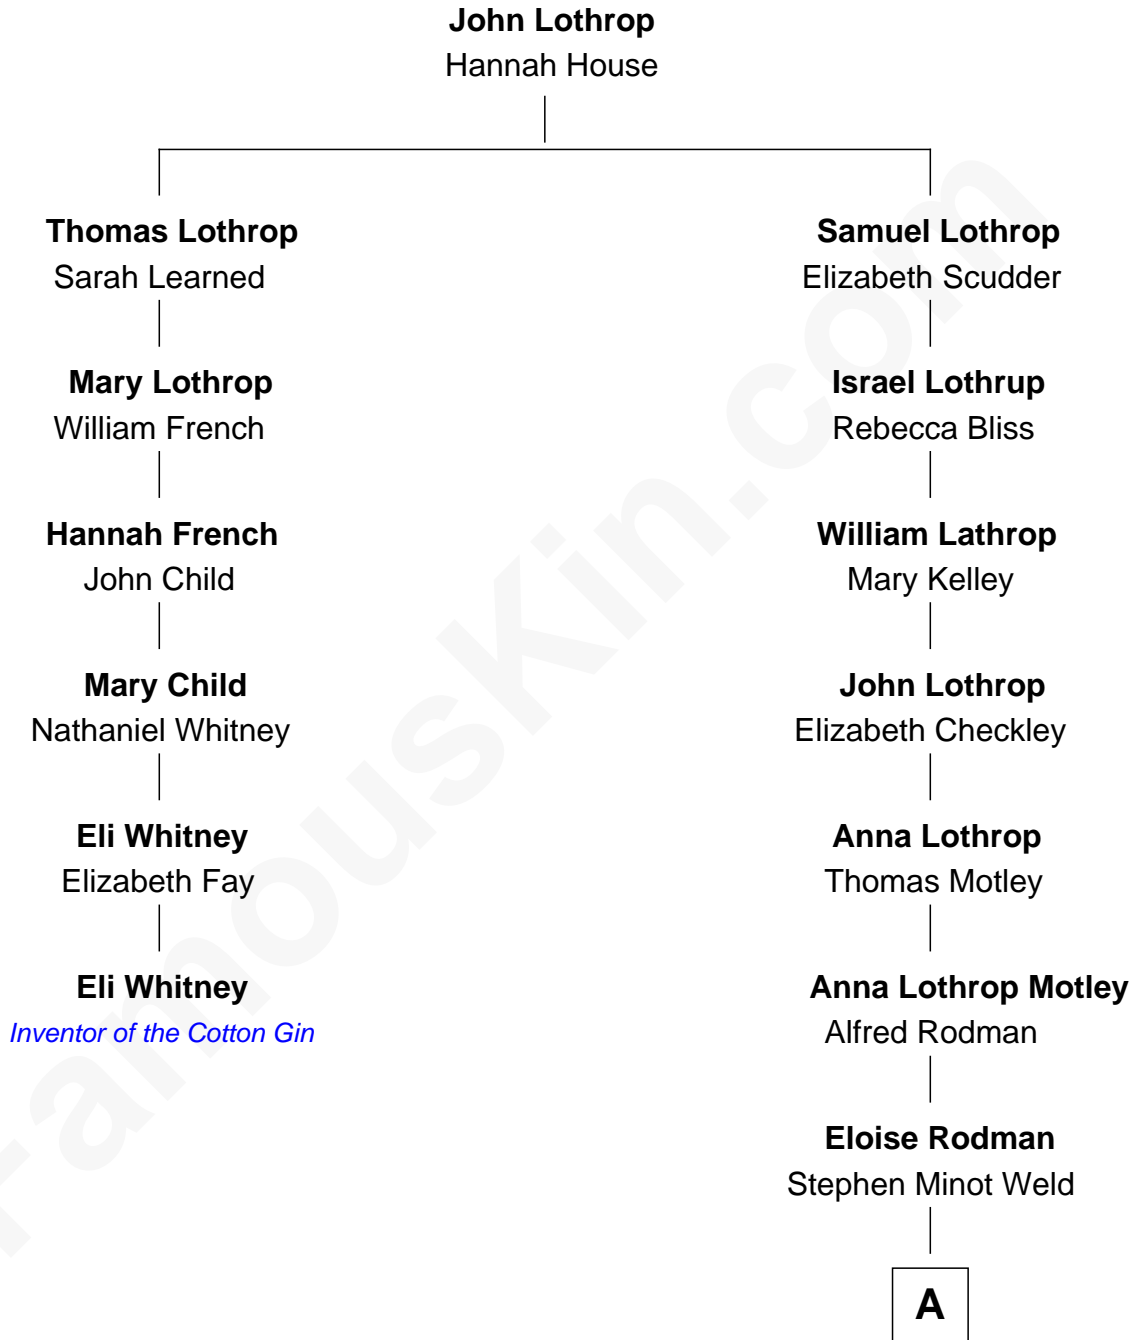 John Lothrop
Hannah House
Thomas Lothrop
Sarah Learned
Samuel Lothrop
Elizabeth Scudder
Mary Lothrop
William French
Israel Lothrup
Rebecca Bliss
Hannah French
John Child
William Lathrop
Mary Kelley
Mary Child
Nathaniel Whitney
John Lothrop
Elizabeth Checkley
Eli Whitney
Elizabeth Fay
Anna Lothrop
Thomas Motley
Eli Whitney
Inventor of the Cotton Gin
Anna Lothrop Motley
Alfred Rodman
Eloise Rodman
Stephen Minot Weld
A
FamousKin.com